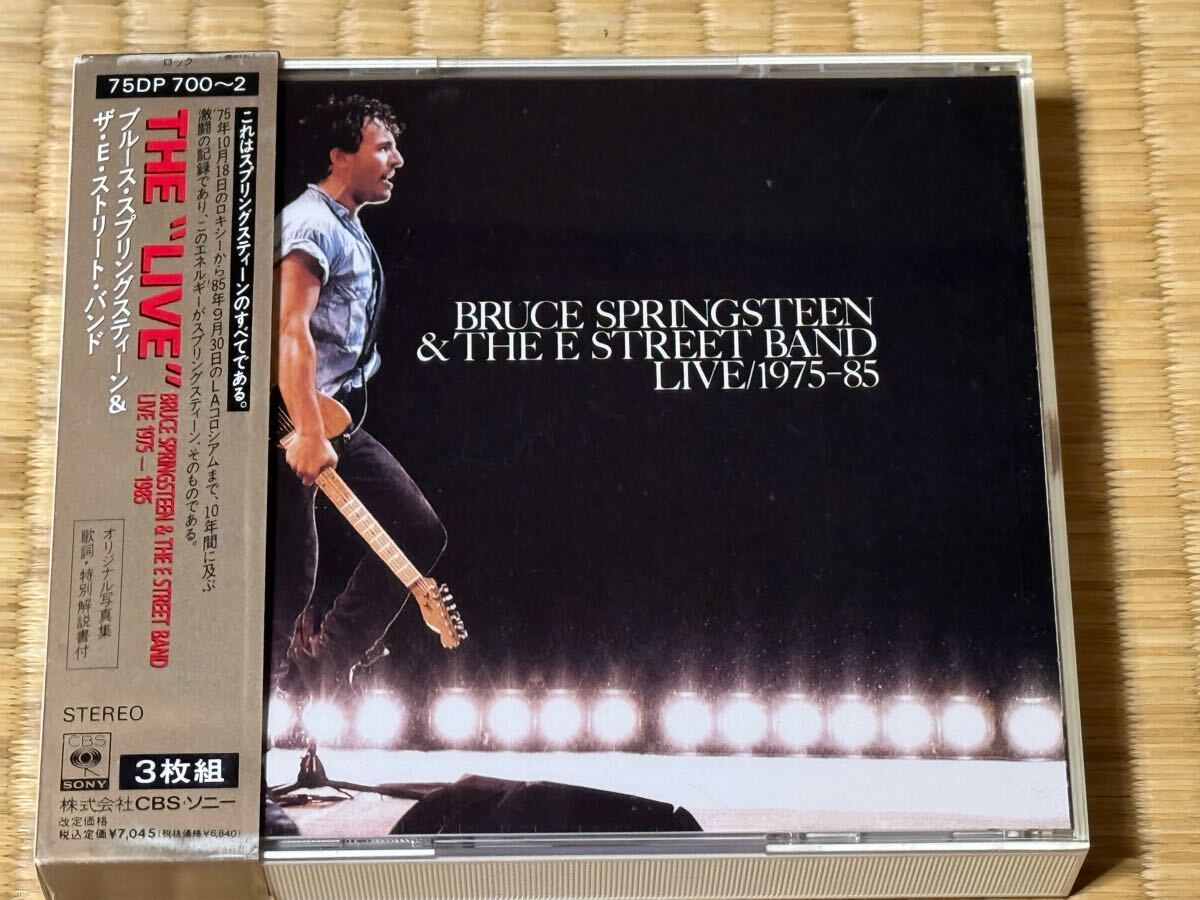 ロック
75DP 700〜2
これはスプリングスティーンのすべてである。
'75年10月18日のロキシーから'85年9月30日のLAコロシアムまで、10年間に及ぶ
激闘の記録であり、このエネルギーがスプリングスティーン、そのものである。
THE "LIVE"
BRUCE SPRINGSTEEN & THE E STREET BAND
LIVE 1975-1985
ブルース・スプリングスティーン&
ザ・E・ストリート・バンド
オリジナル写真集
歌詞・特別解説書付
STEREO
CBS
SONY
3枚組
株式会社CBS・ソニー
改定価格
税込定価¥7,045(税抜価格¥6,840)
BRUCE SPRINGSTEEN
& THE E STREET BAND
LIVE/1975-85